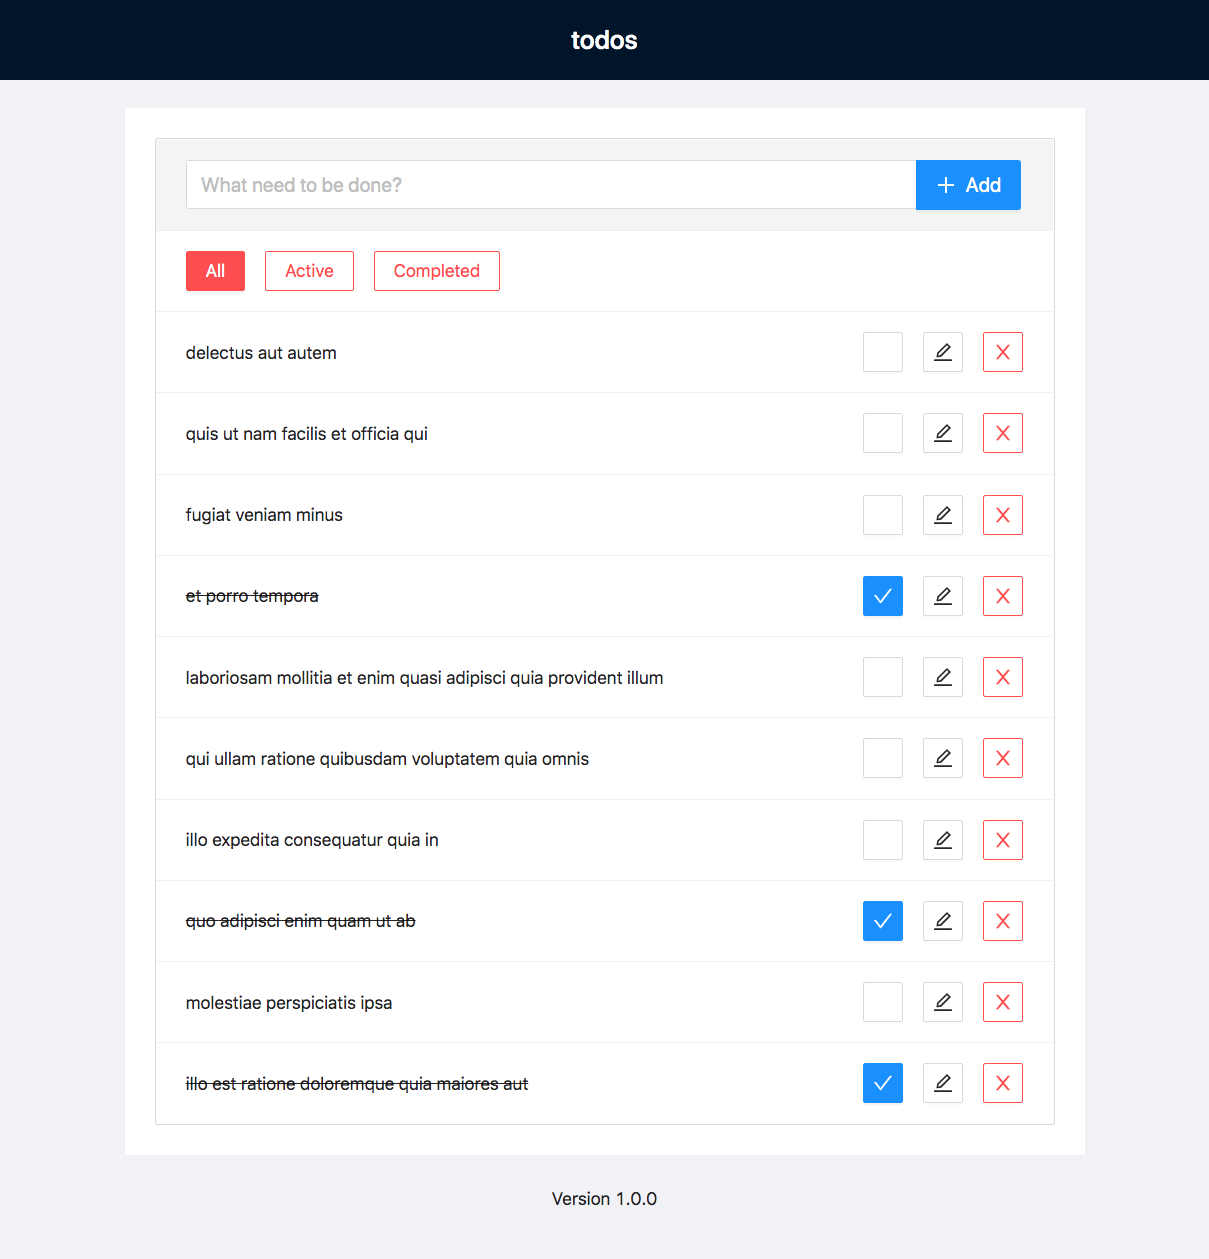 todos
What need to be done?
Add
All
Active
Completed
delectus aut autem
quis ut nam facilis et officia qui
fugiat veniam minus
et porro tempora
laboriosam mollitia et enim quasi adipisci quia provident illum
qui ullam ratione quibusdam voluptatem quia omnis
illo expedita consequatur quia in
quo adipisci enim quam ut ab
molestiae perspiciatis ipsa
illo est ratione doloremque quia maiores aut
Version 1.0.0